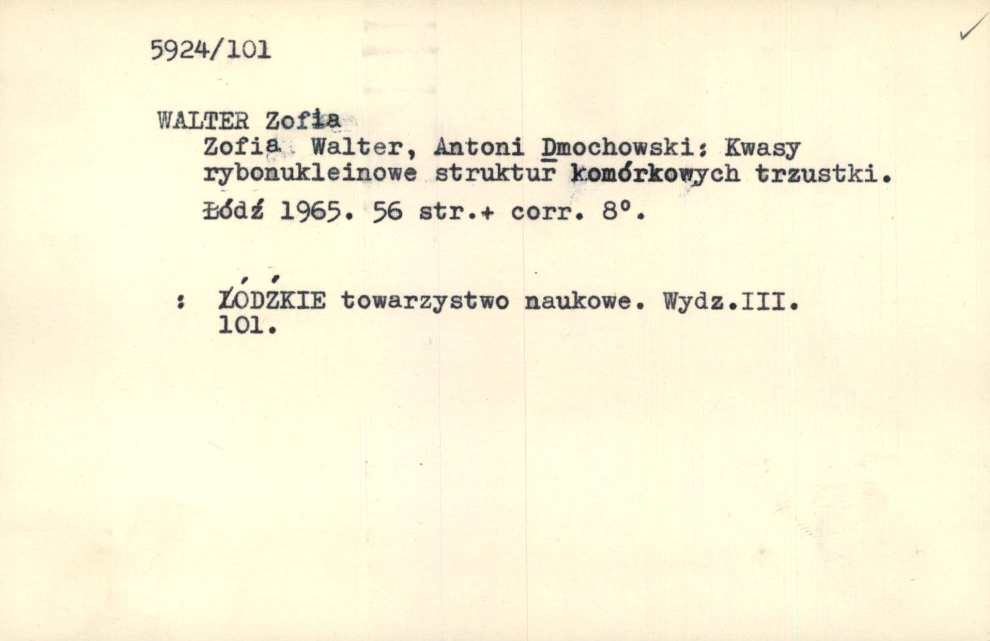 5924/101
WALTER Zofia
Zofia Walter, Antoni Dmochowski: Kwasy
rybonukleinowe struktur komórkowych trzustki.
Łódź 1965. 56 str.+ corr. 8°.
: ŁÓDŹKIE towarzystwo naukowe. Wydz.III.
101.